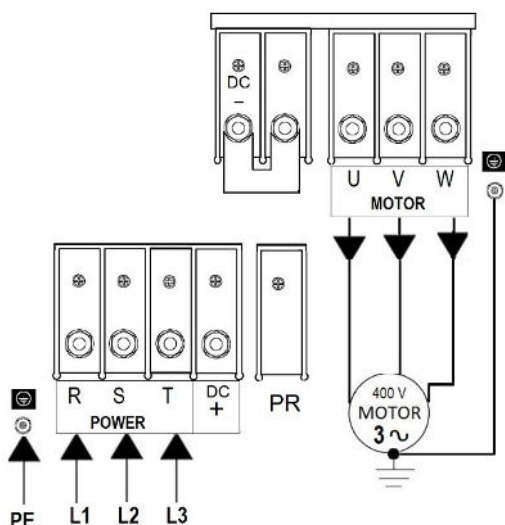 DC
–
U V W
MOTOR
R S T DC
+
POWER
PR
400 V
MOTOR
3 ~
PE L1 L2 L3